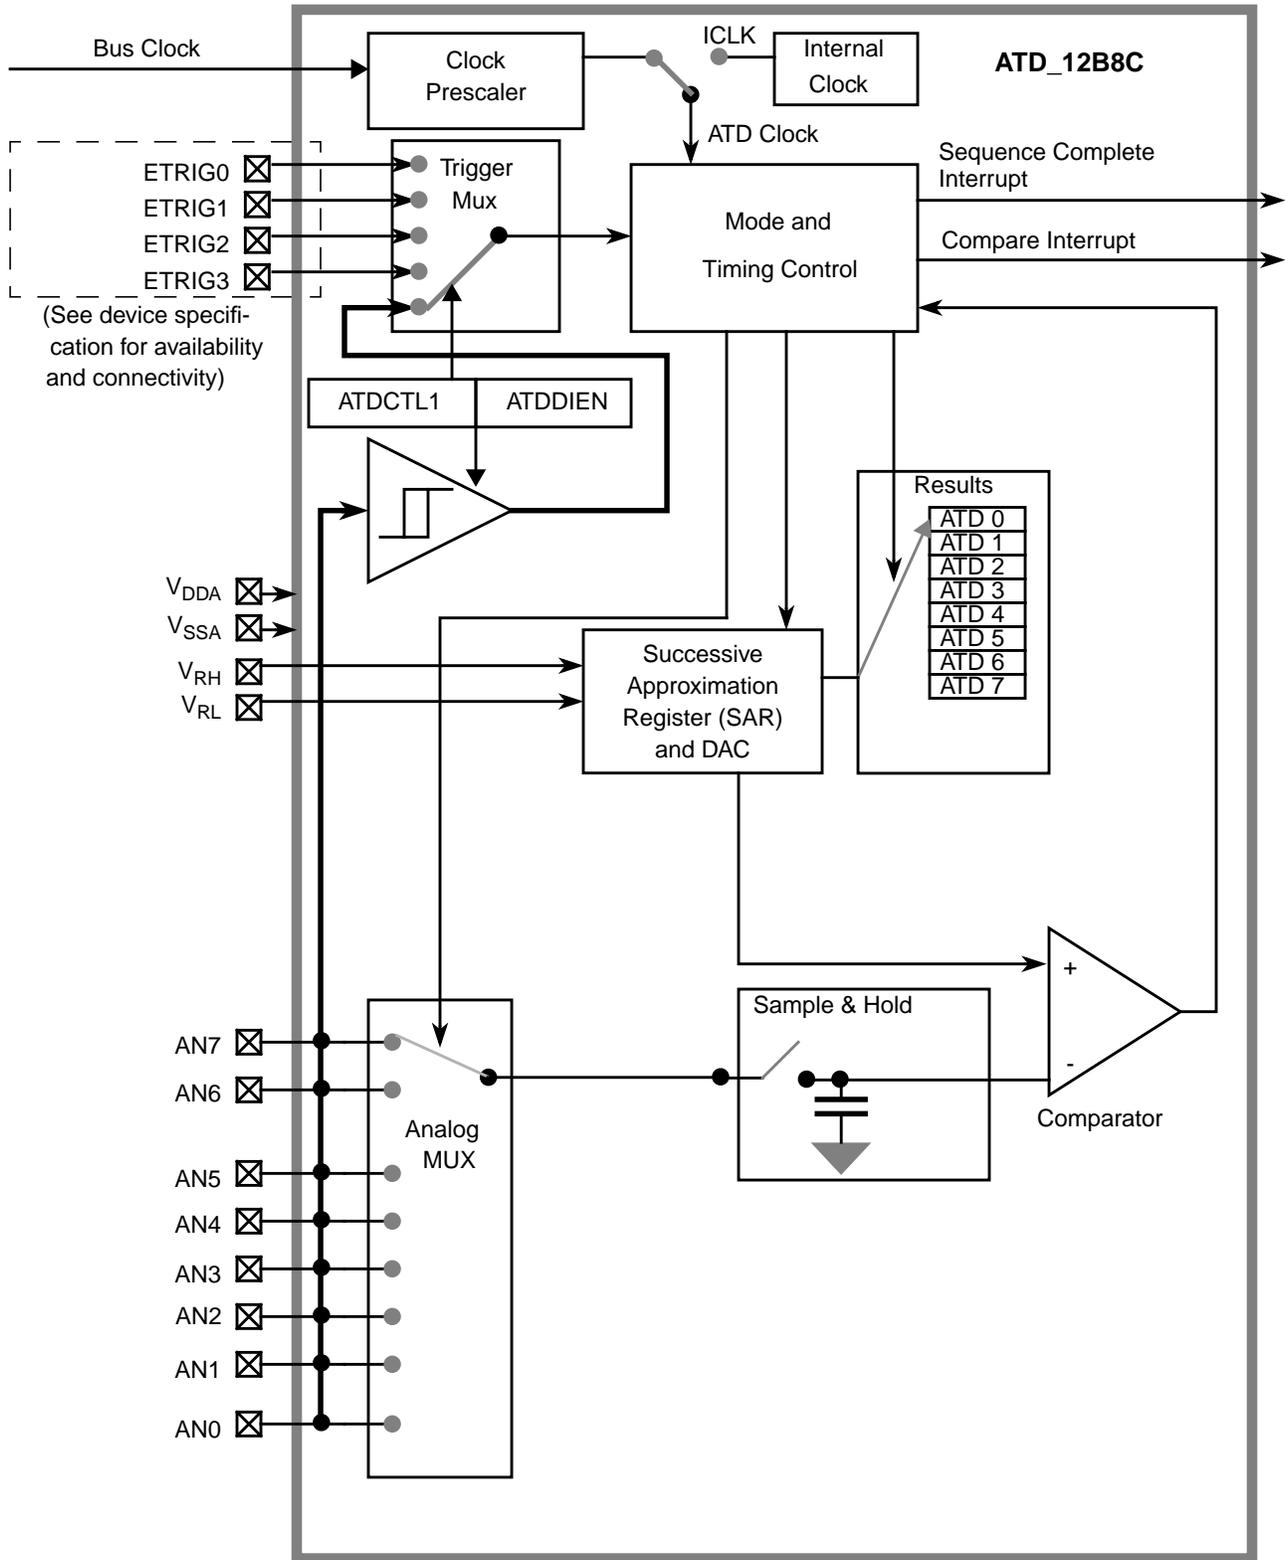 Bus Clock
Clock
Prescaler
ICLK
Internal
Clock
ATD_12B8C
ATD Clock
ETRIG0
ETRIG1
ETRIG2
ETRIG3
(See device specifi-
cation for availability
and connectivity)
Trigger
Mux
Mode and
Timing Control
Sequence Complete
Interrupt
Compare Interrupt
ATDCTL1
ATDDIEN
Results
ATD 0
ATD 1
ATD 2
ATD 3
ATD 4
ATD 5
ATD 6
ATD 7
VDDA
VSSA
VRH
VRL
Successive
Approximation
Register (SAR)
and DAC
Sample & Hold
+
-
Comparator
AN7
AN6
AN5
AN4
AN3
AN2
AN1
AN0
Analog
MUX